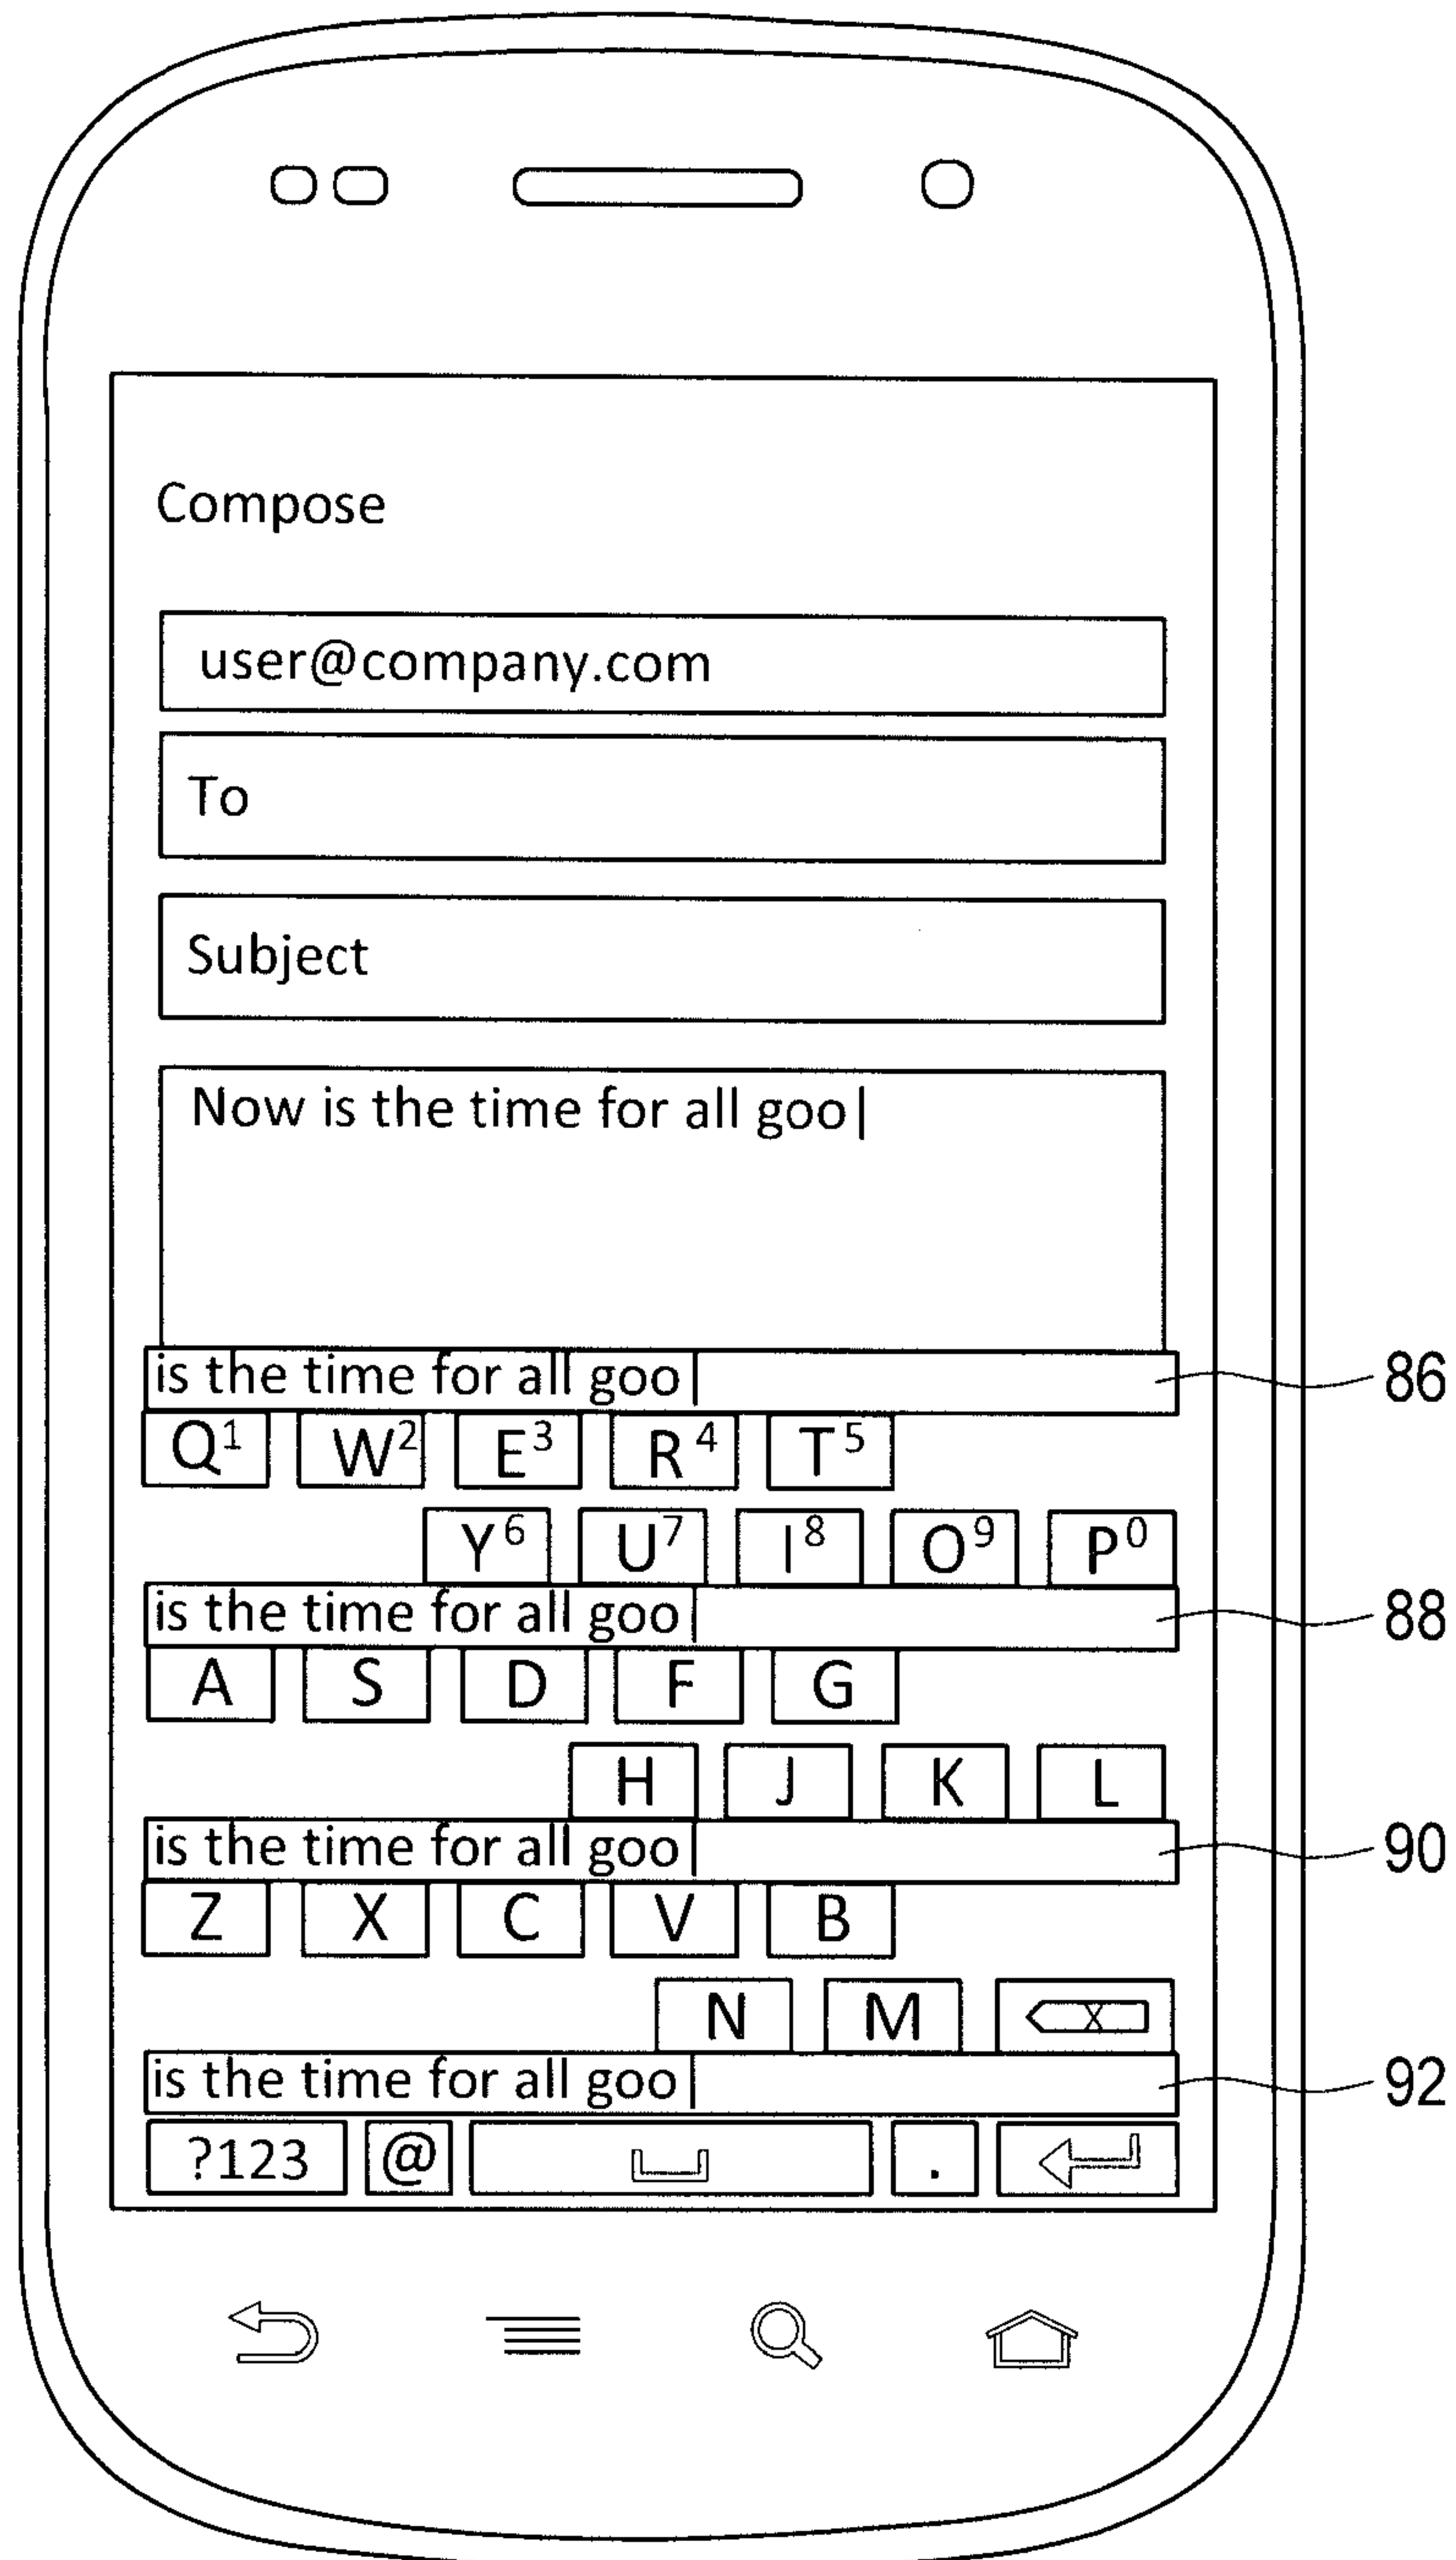 Compose
user@company.com
To
Subject
Now is the time for all goo|
is the time for all goo| 86
Q1 W2 E3 R4 T5
Y6 U7 I8 O9 P0
is the time for all goo| 88
A S D F G
H J K L
is the time for all goo| 90
Z X C V B
N M X
is the time for all goo| 92
?123 @ .